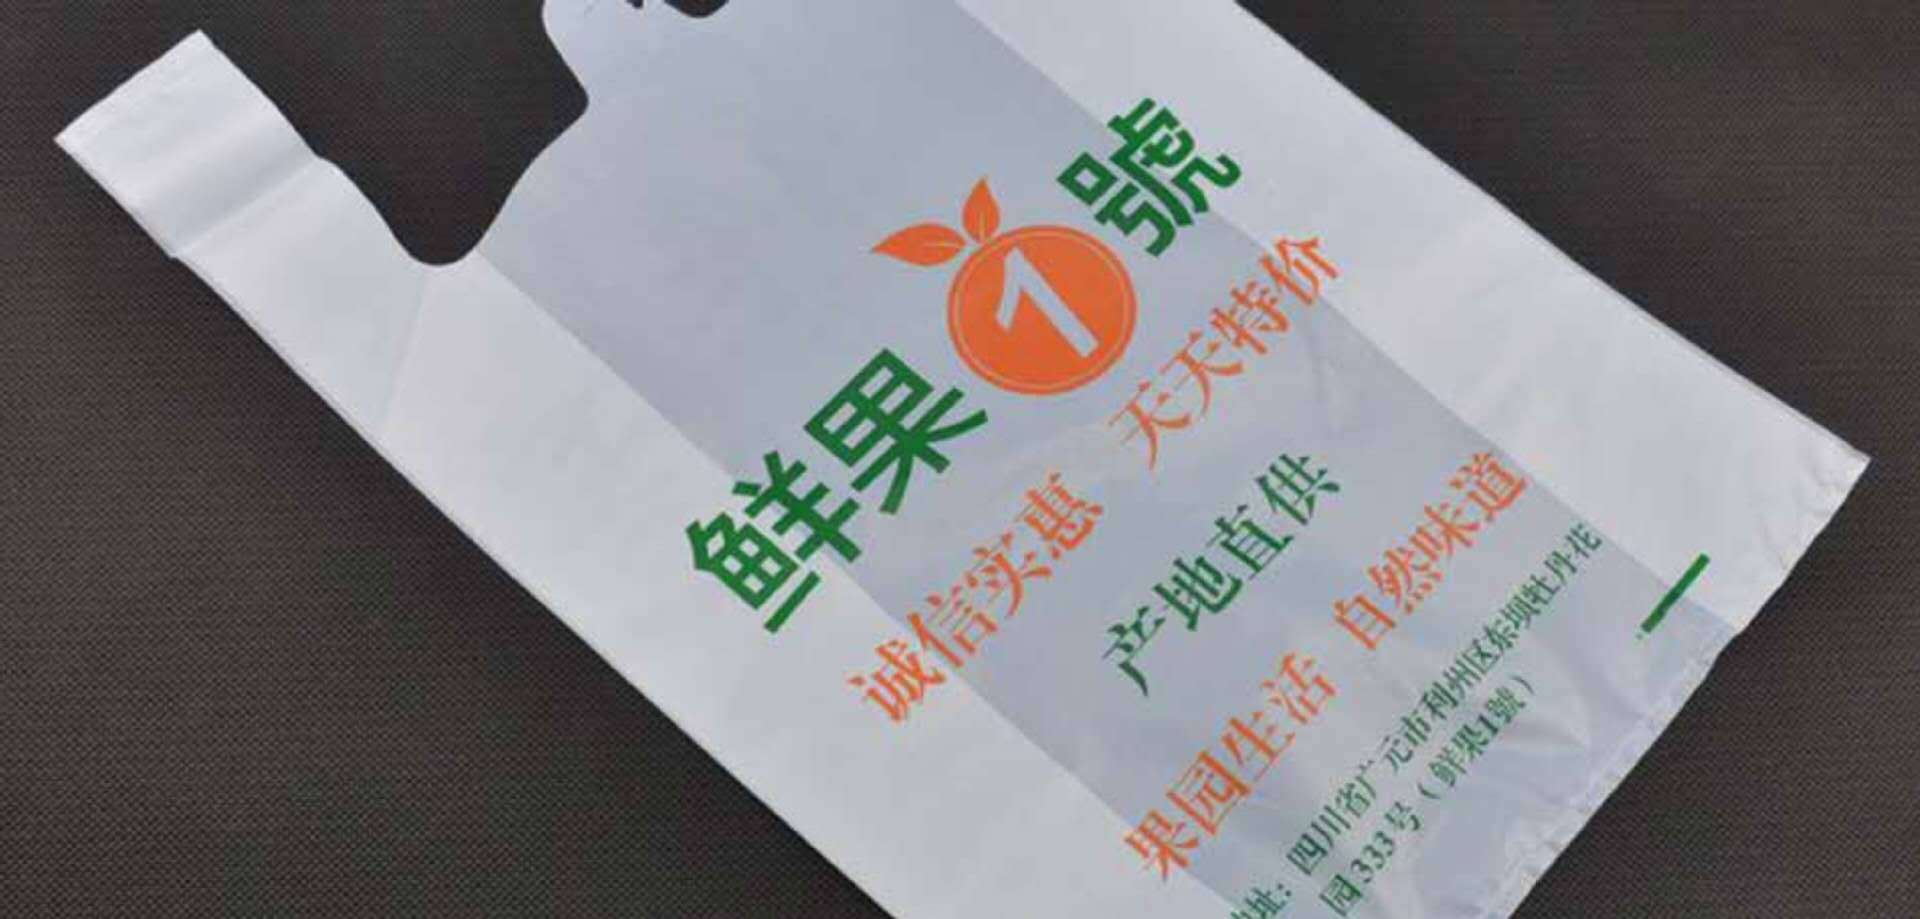 鲜果1號
诚信实惠 天天特价
产地直供
果园生活 自然味道
地址：四川省广元市利州区东坝牡丹花
园333号（鲜果1號）